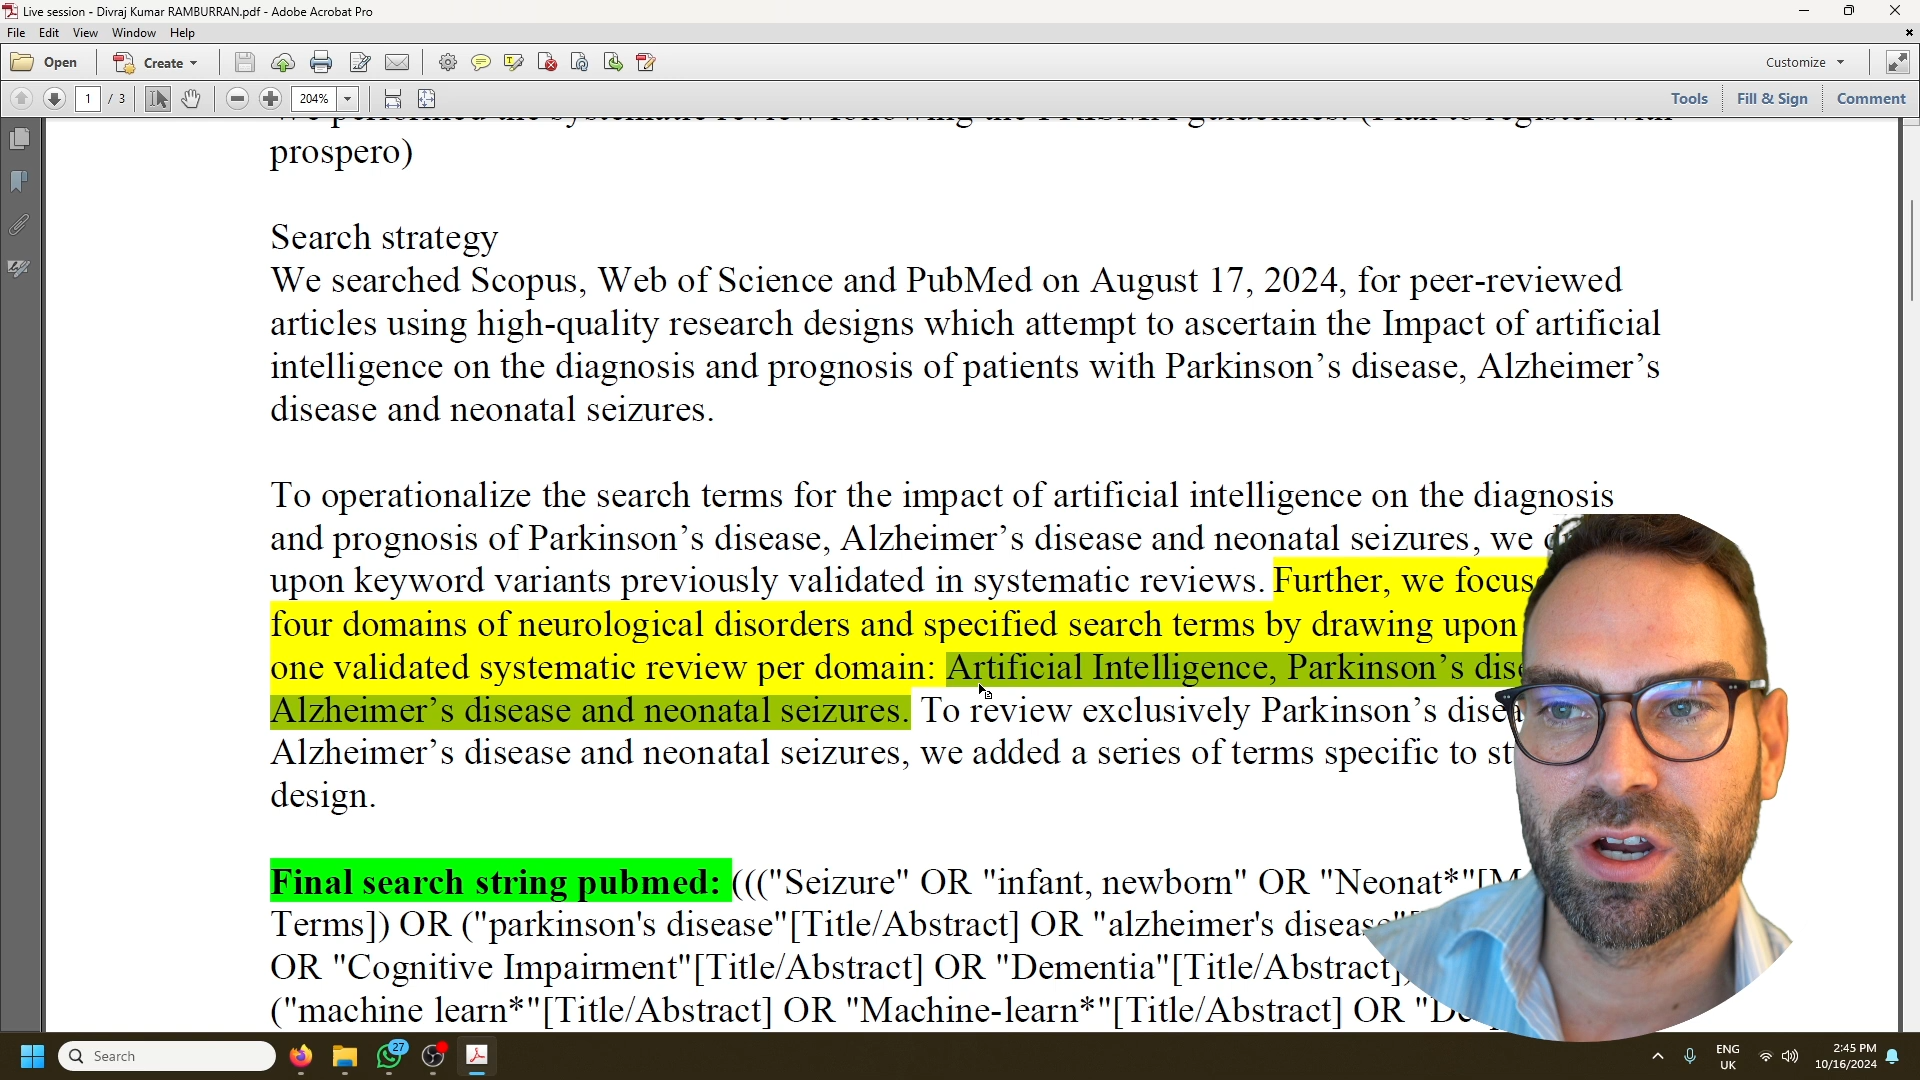 Live session - Divraj Kumar RAMBURRAN.pdf - Adobe Acrobat Pro
File Edit View Window Help
Open Create Customize
1 / 3 204% Tools Fill & Sign Comment
prospero)
Search strategy
We searched Scopus, Web of Science and PubMed on August 17, 2024, for peer-reviewed
articles using high-quality research designs which attempt to ascertain the Impact of artificial
intelligence on the diagnosis and prognosis of patients with Parkinson’s disease, Alzheimer’s
disease and neonatal seizures.
To operationalize the search terms for the impact of artificial intelligence on the diagnosis
and prognosis of Parkinson’s disease, Alzheimer’s disease and neonatal seizures, we
upon keyword variants previously validated in systematic reviews. Further, we
four domains of neurological disorders and specified search terms by drawing upon
one validated systematic review per domain: Artificial Intelligence, Parkinson’s
Alzheimer’s disease and neonatal seizures. To review exclusively Parkinson’s
Alzheimer’s disease and neonatal seizures, we added a series of terms specific to
design.
Final search string pubmed: ((("Seizure" OR "infant, newborn" OR "Neonat*"[M
Terms]) OR ("parkinson's disease"[Title/Abstract] OR "alzheimer's disease"
OR "Cognitive Impairment"[Title/Abstract] OR "Dementia"[Title/Abstract]
("machine learn*"[Title/Abstract] OR "Machine-learn*"[Title/Abstract] OR
Search 27 ENG 2:45 PM
UK 10/16/2024